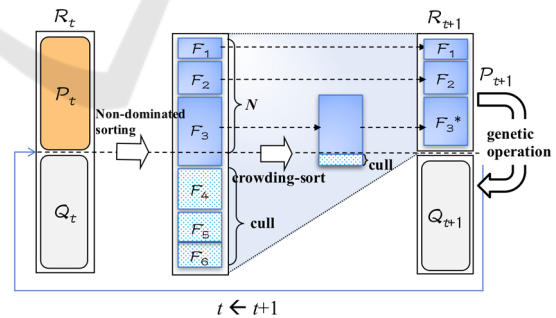 R_t
R_{t+1}
P_t
Q_t
Non-dominated
sorting
F_1
F_2
F_3
F_4
F_5
F_6
N
cull
crowding-sort
cull
F_1
F_2
F_3*
Q_{t+1}
P_{t+1}
genetic
operation
t ← t+1